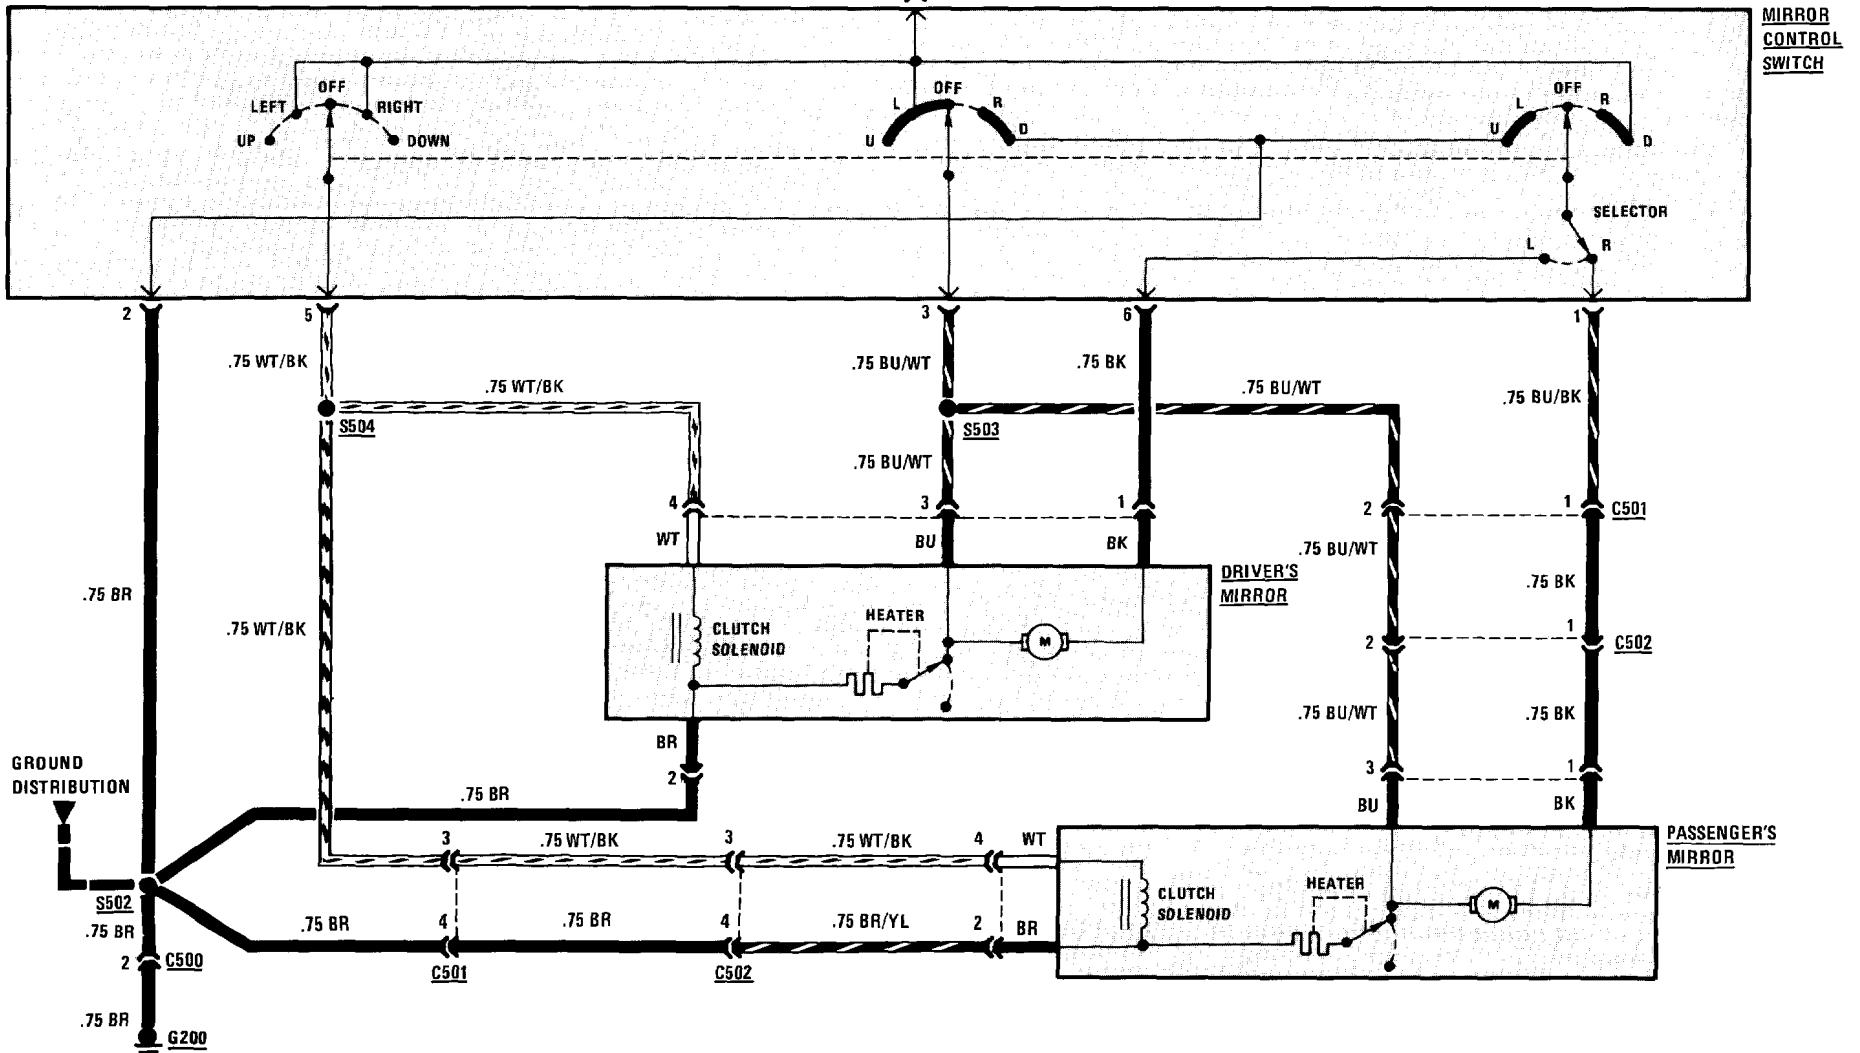 MIRROR
CONTROL
SWITCH
OFF
LEFT
RIGHT
UP
DOWN
L
OFF
R
U
D
L
OFF
R
U
D
SELECTOR
L
R
2
5
3
6
1
.75 WT/BK
.75 BU/WT
.75 BK
.75 WT/BK
.75 BU/WT
.75 BU/BK
S504
S503
.75 BU/WT
4
3
1
2
1
C501
WT
BU
BK
.75 BU/WT
DRIVER'S
MIRROR
.75 BR
.75 BK
HEATER
.75 WT/BK
CLUTCH
SOLENOID
M
1
2
C502
.75 BU/WT
.75 BK
BR
2
3
1
GROUND
DISTRIBUTION
.75 BR
BU
BK
3
.75 WT/BK
3
.75 WT/BK
4
WT
PASSENGER'S
MIRROR
HEATER
CLUTCH
SOLENOID
M
S502
.75 BR
.75 BR
4
.75 BR
4
.75 BR/YL
2
BR
2
C500
C501
C502
.75 BR
G200